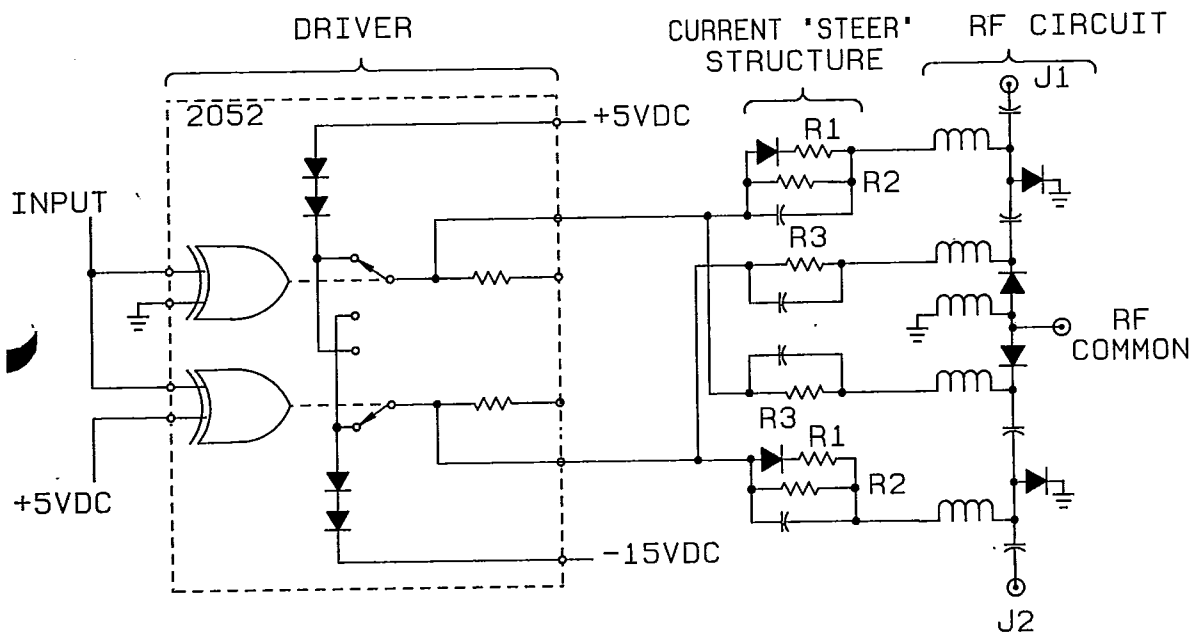 DRIVER
CURRENT "STEER"
STRUCTURE
RF CIRCUIT
J1
2052
+5VDC
R1
R2
INPUT
R3
RF
COMMON
R3
R1
R2
+5VDC
-15VDC
J2